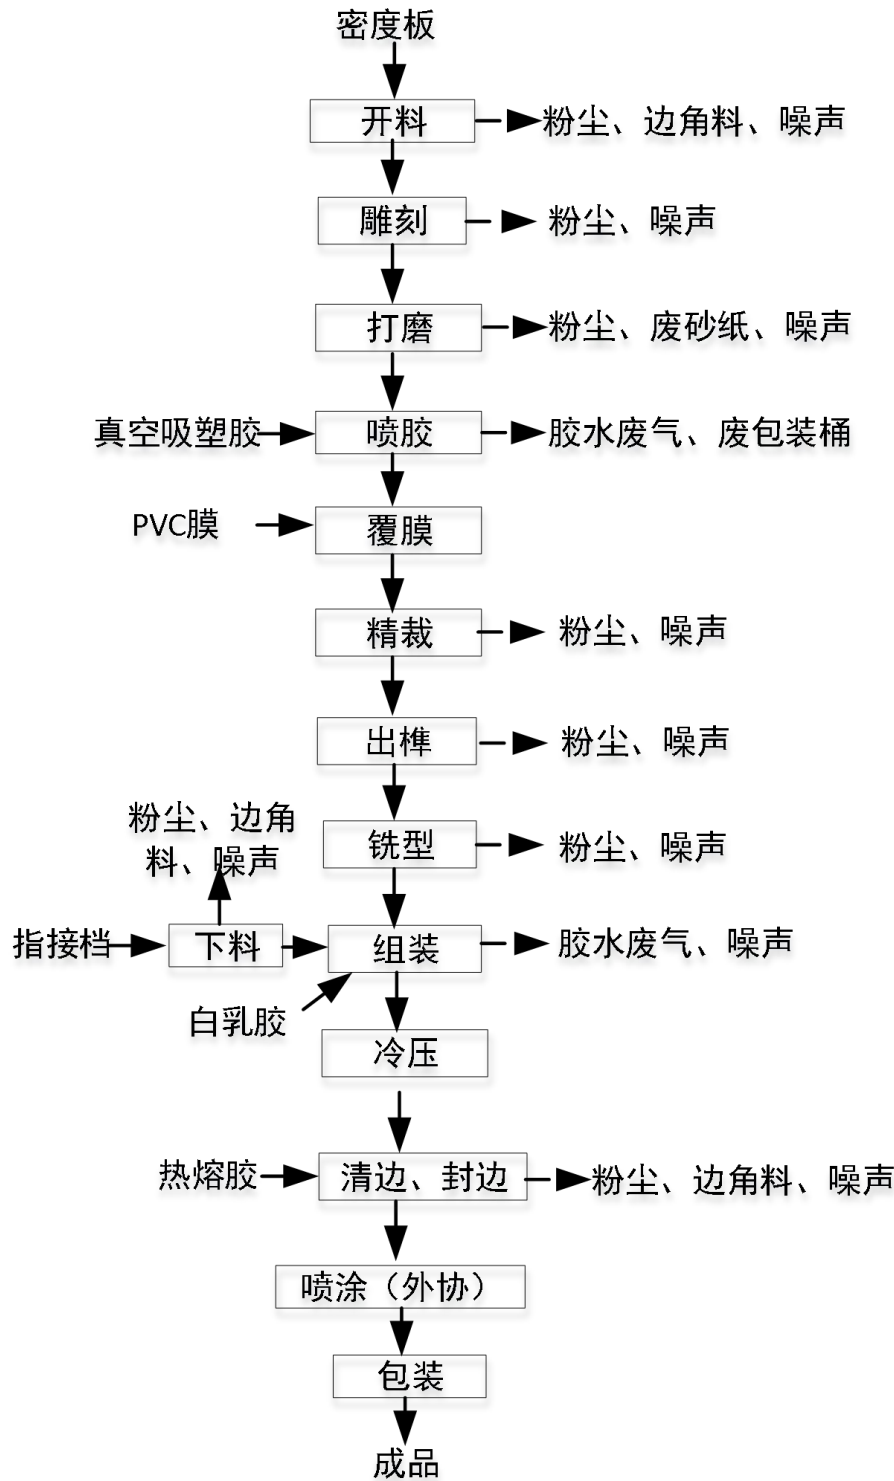 密度板
开料
粉尘、边角料、噪声
雕刻
粉尘、噪声
打磨
粉尘、废砂纸、噪声
真空吸塑胶
喷胶
胶水废气、废包装桶
PVC膜
覆膜
精裁
粉尘、噪声
出榫
粉尘、噪声
粉尘、边角
料、噪声
铣型
粉尘、噪声
指接档
下料
组装
胶水废气、噪声
白乳胶
冷压
热熔胶
清边、封边
粉尘、边角料、噪声
喷涂（外协）
包装
成品